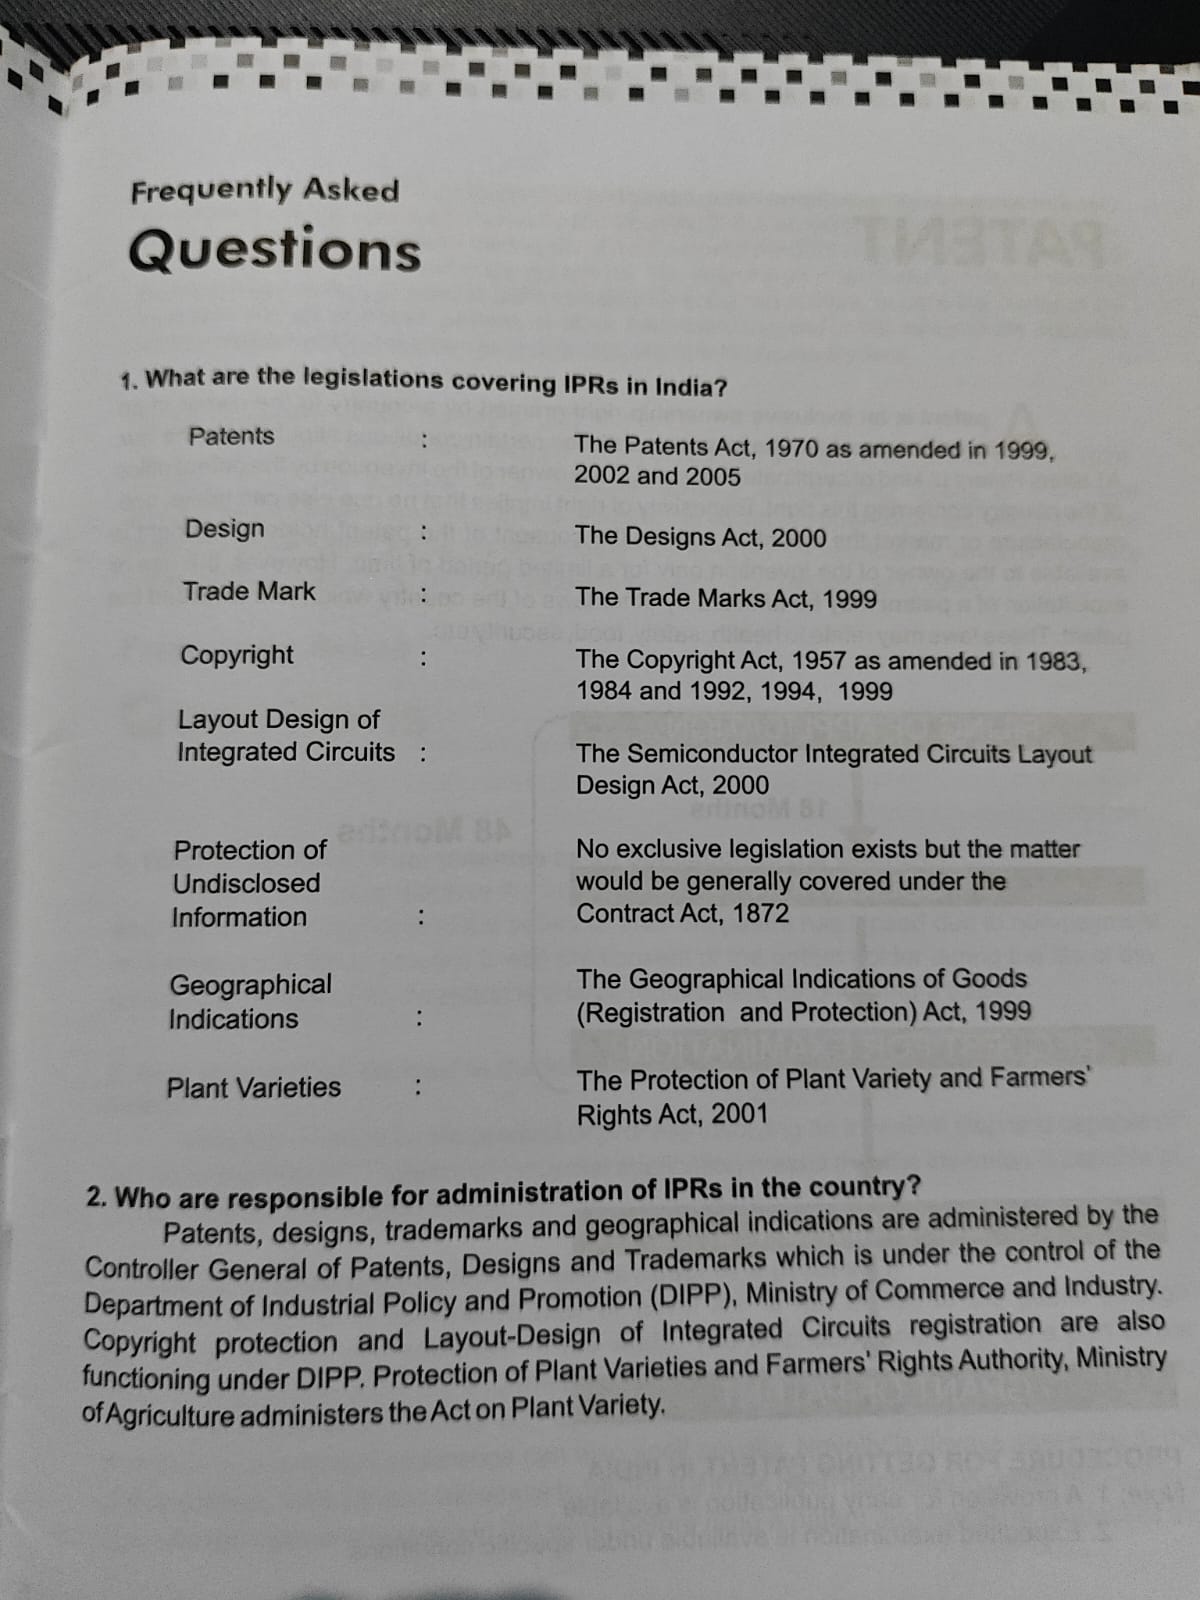 Frequently Asked
Questions
1. What are the legislations covering IPRs in India?
Patents : The Patents Act, 1970 as amended in 1999,
2002 and 2005
Design : The Designs Act, 2000
Trade Mark : The Trade Marks Act, 1999
Copyright : The Copyright Act, 1957 as amended in 1983,
1984 and 1992, 1994, 1999
Layout Design of
Integrated Circuits : The Semiconductor Integrated Circuits Layout
Design Act, 2000
Protection of No exclusive legislation exists but the matter
Undisclosed would be generally covered under the
Information : Contract Act, 1872
Geographical The Geographical Indications of Goods
Indications : (Registration and Protection) Act, 1999
Plant Varieties : The Protection of Plant Variety and Farmers'
Rights Act, 2001
2. Who are responsible for administration of IPRs in the country?
Patents, designs, trademarks and geographical indications are administered by the
Controller General of Patents, Designs and Trademarks which is under the control of the
Department of Industrial Policy and Promotion (DIPP), Ministry of Commerce and Industry.
Copyright protection and Layout-Design of Integrated Circuits registration are also
functioning under DIPP. Protection of Plant Varieties and Farmers' Rights Authority, Ministry
of Agriculture administers the Act on Plant Variety.